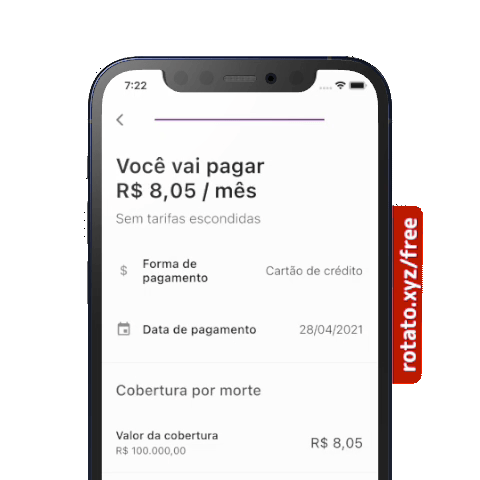 7:22
Você vai pagar
R$ 8,05 / mês
Sem tarifas escondidas
Forma de
pagamento
Cartão de crédito
Data de pagamento
28/04/2021
Cobertura por morte
Valor da cobertura
R$ 100.000,00
R$ 8,05
rotato.xyz/free